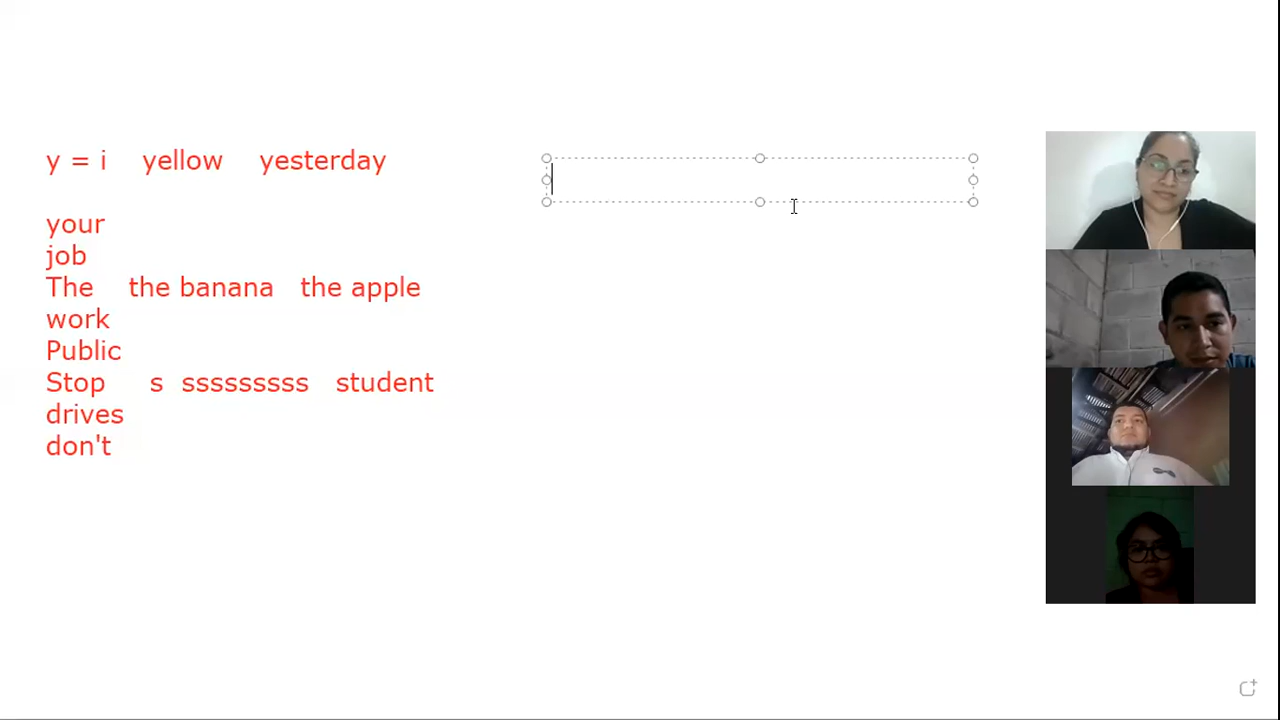 y = i yellow yesterday
your
job
The the banana the apple
work
Public
Stop s sssssssss student
drives
don't